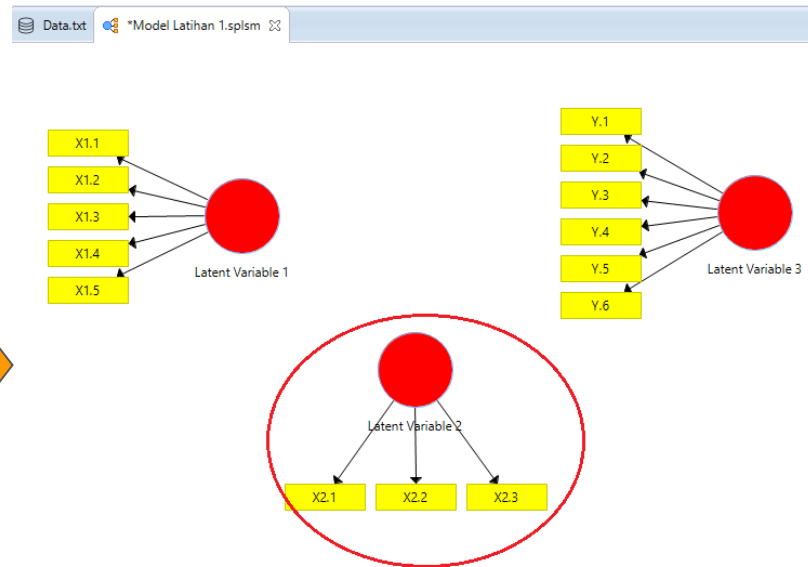 Data.txt
*Model Latihan 1.splsm
X1.1
X1.2
X1.3
X1.4
X1.5
Latent Variable 1
Y.1
Y.2
Y.3
Y.4
Y.5
Y.6
Latent Variable 3
Latent Variable 2
X2.1
X2.2
X2.3